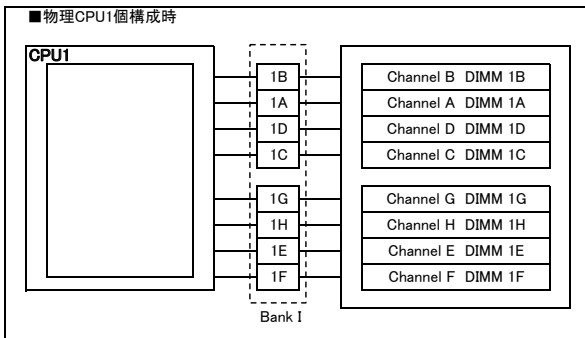 ■物理CPU1個構成時
CPU1
1B Channel B DIMM 1B
1A Channel A DIMM 1A
1D Channel D DIMM 1D
1C Channel C DIMM 1C
1G Channel G DIMM 1G
1H Channel H DIMM 1H
1E Channel E DIMM 1E
1F Channel F DIMM 1F
Bank I